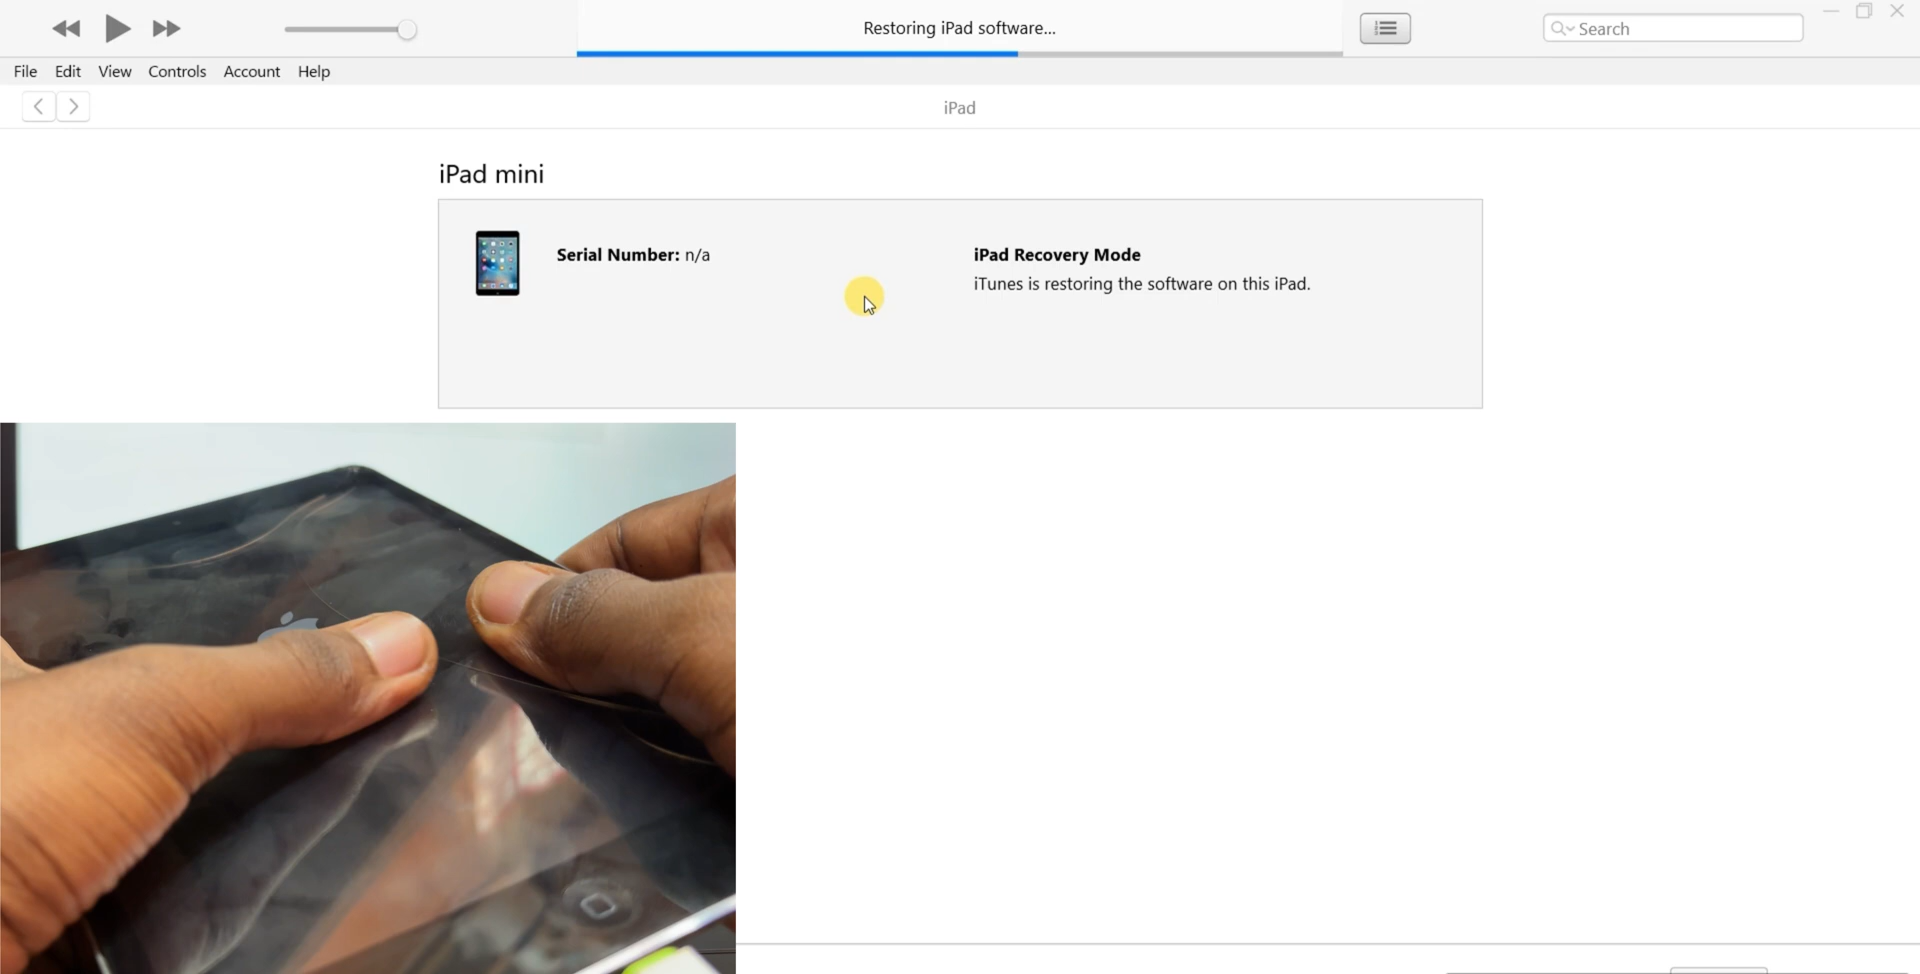 Restoring iPad software...
Search
File Edit View Controls Account Help
iPad
iPad mini
Serial Number: n/a
iPad Recovery Mode
iTunes is restoring the software on this iPad.